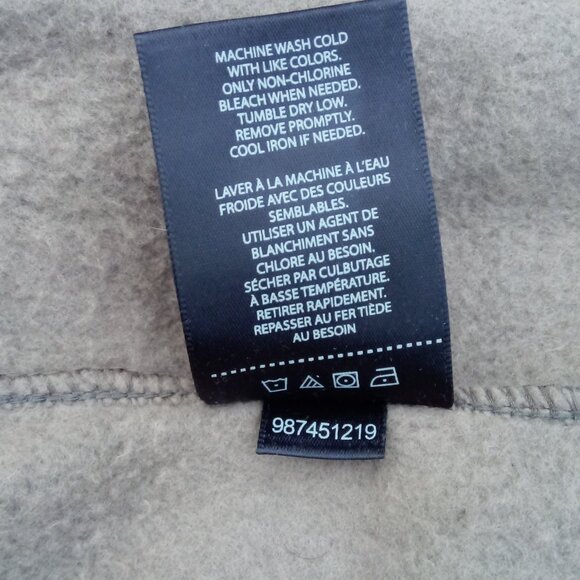 MACHINE WASH COLD
WITH LIKE COLORS.
ONLY NON-CHLORINE
BLEACH WHEN NEEDED.
TUMBLE DRY LOW.
REMOVE PROMPTLY.
COOL IRON IF NEEDED.
LAVER À LA MACHINE À L'EAU
FROIDE AVEC DES COULEURS
SEMBLABLES.
UTILISER UN AGENT DE
BLANCHIMENT SANS
CHLORE AU BESOIN.
SÉCHER PAR CULBUTAGE
À BASSE TEMPÉRATURE.
RETIRER RAPIDEMENT.
REPASSER AU FER TIÈDE
AU BESOIN
987451219